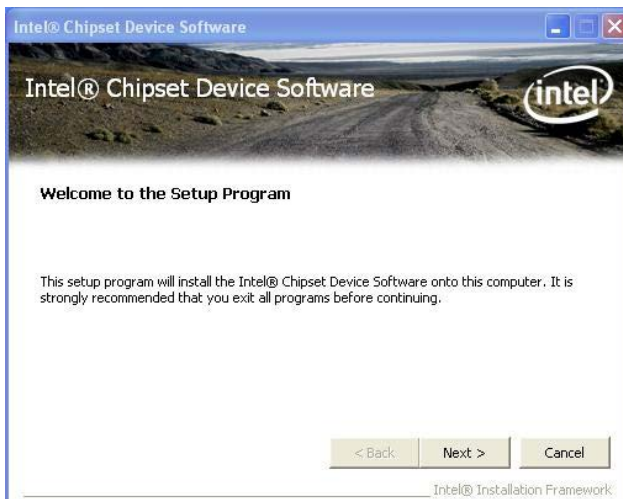 Intel® Chipset Device Software
Intel® Chipset Device Software
intel
Welcome to the Setup Program
This setup program will install the Intel® Chipset Device Software onto this computer. It is
strongly recommended that you exit all programs before continuing.
< Back
Next >
Cancel
Intel® Installation Framework